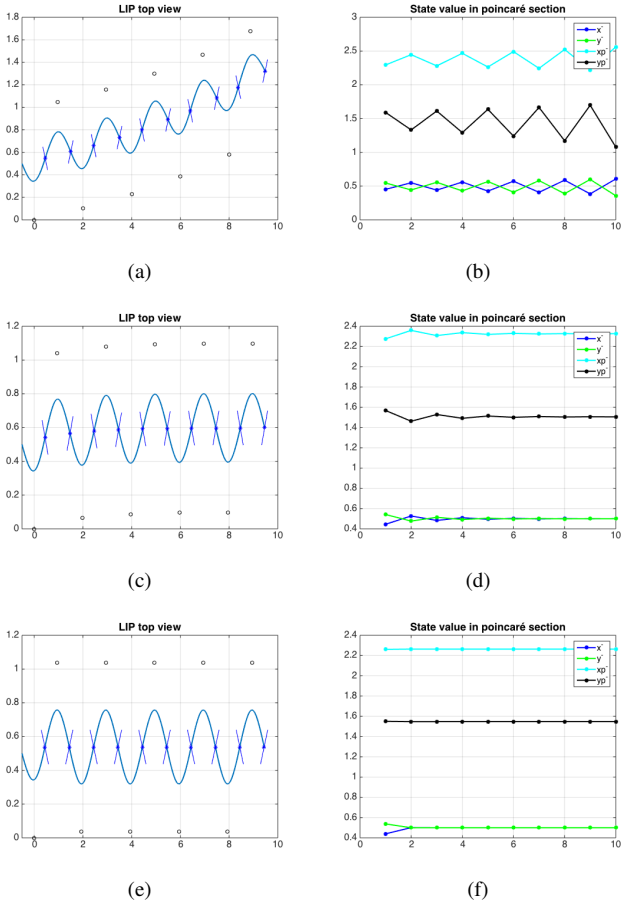 LIP top view
1.8
1.6
1.4
1.2
1
0.8
0.6
0.4
0.2
0
0 2 4 6 8 10
(a)
State value in poincaré section
3
2.5
2
1.5
1
0.5
0
0 2 4 6 8 10
x-
y-
xp-
yp-
(b)
LIP top view
1.2
1
0.8
0.6
0.4
0.2
0
0 2 4 6 8 10
(c)
State value in poincaré section
2.4
2.2
2
1.8
1.6
1.4
1.2
1
0.8
0.6
0.4
0 2 4 6 8 10
x-
y-
xp-
yp-
(d)
LIP top view
1.2
1
0.8
0.6
0.4
0.2
0
0 2 4 6 8 10
(e)
State value in poincaré section
2.4
2.2
2
1.8
1.6
1.4
1.2
1
0.8
0.6
0.4
0 2 4 6 8 10
x-
y-
xp-
yp-
(f)